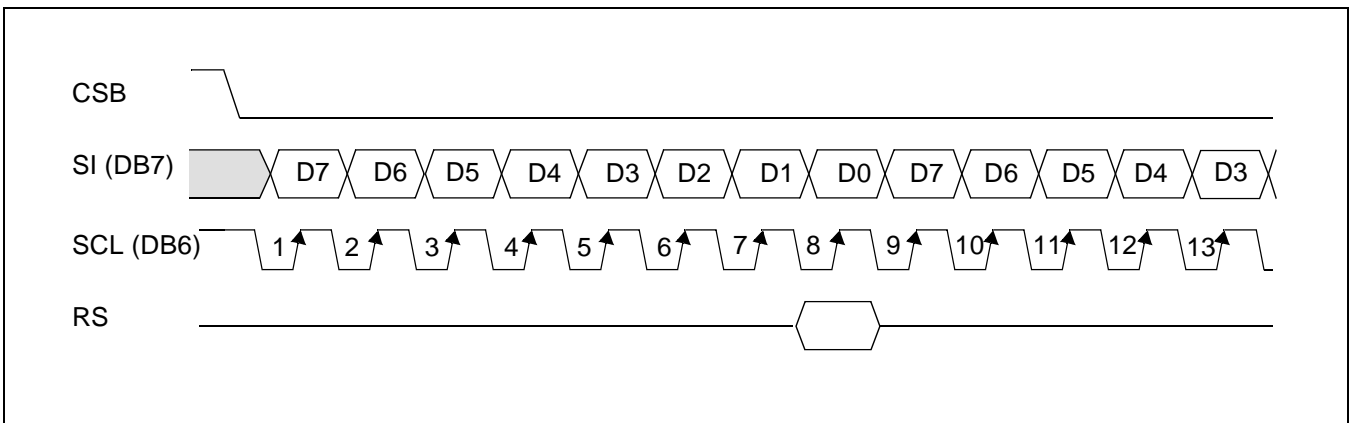 CSB
SI (DB7) D7 D6 D5 D4 D3 D2 D1 D0 D7 D6 D5 D4 D3
SCL (DB6) 1 2 3 4 5 6 7 8 9 10 11 12 13
RS